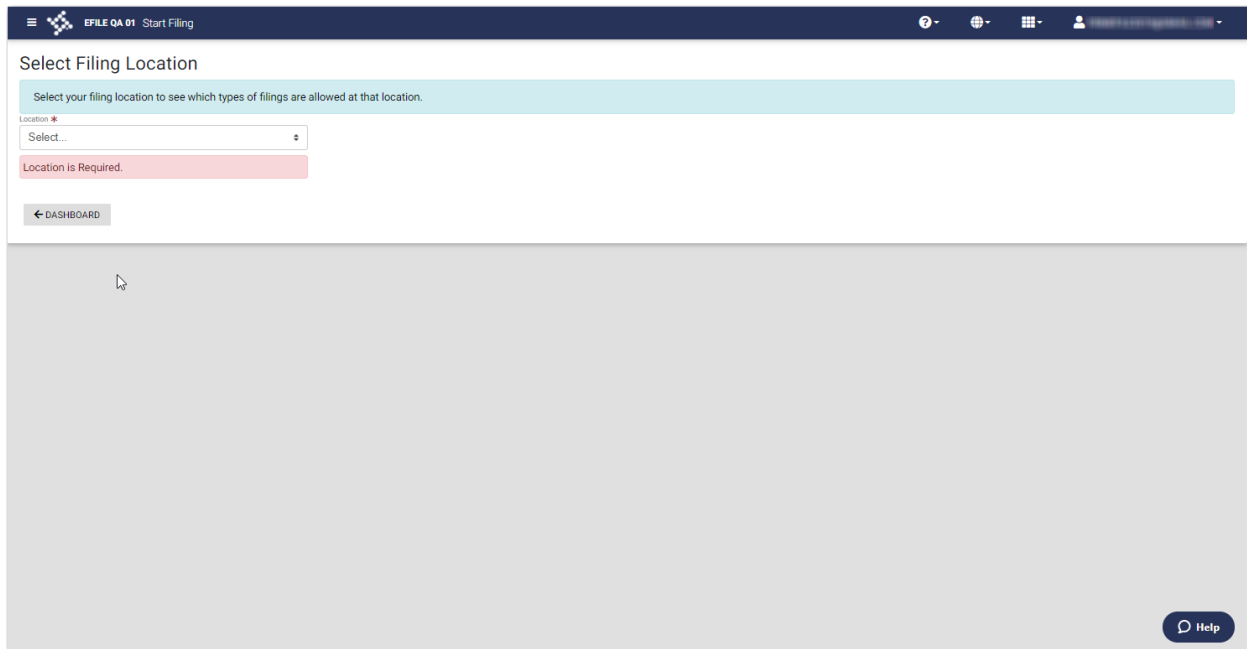 EFILE QA 01 Start Filing
Select Filing Location
Select your filing location to see which types of filings are allowed at that location.
Location *
Select...
Location is Required.
DASHBOARD
Help